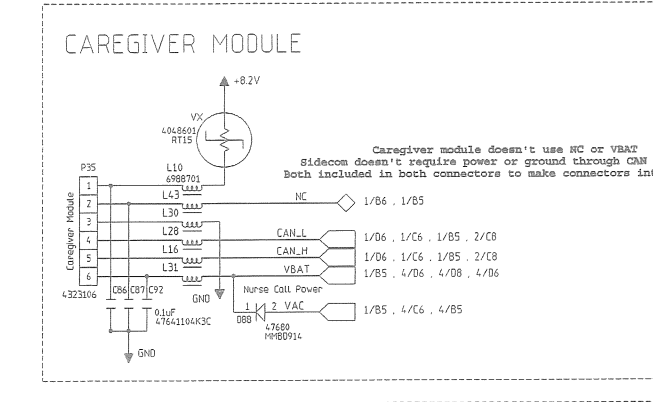 CAREGIVER MODULE
+8.2V
VX
4048601
RT15
Caregiver module doesn't use NC or VBAT
Sidecom doesn't require power or ground through CAN
Both included in both connectors to make connectors int
P35
L10
6988701
1
L43
NC
1/B6 , 1/B5
2
L30
3
L28
CAN_L
1/D6 , 1/C6 , 1/B5 , 2/C8
4
L16
CAN_H
1/D6 , 1/C6 , 1/B5 , 2/C8
5
L31
VBAT
1/B5 , 4/D6 , 4/D8 , 4/D6
6
Caregiver Module
4323106
C86
C87
C92
GND
Nurse Call Power
0.1uF
47641104K3C
1
2
VAC
1/B5 , 4/C6 , 4/B5
D88
47680
MMBD914
GND